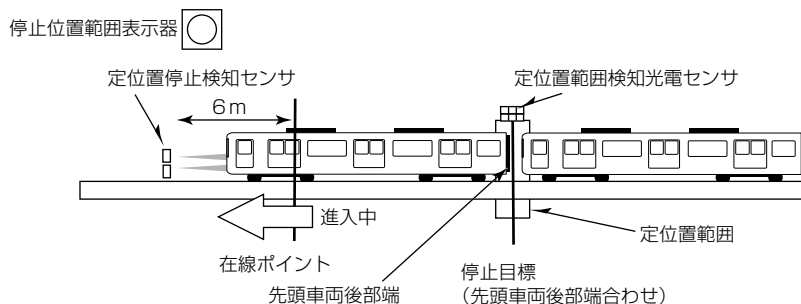 停止位置範囲表示器
定位置停止検知センサ
定位置範囲検知光電センサ
6m
進入中
在線ポイント
定位置範囲
先頭車両後部端
停止目標
（先頭車両後部端合わせ）